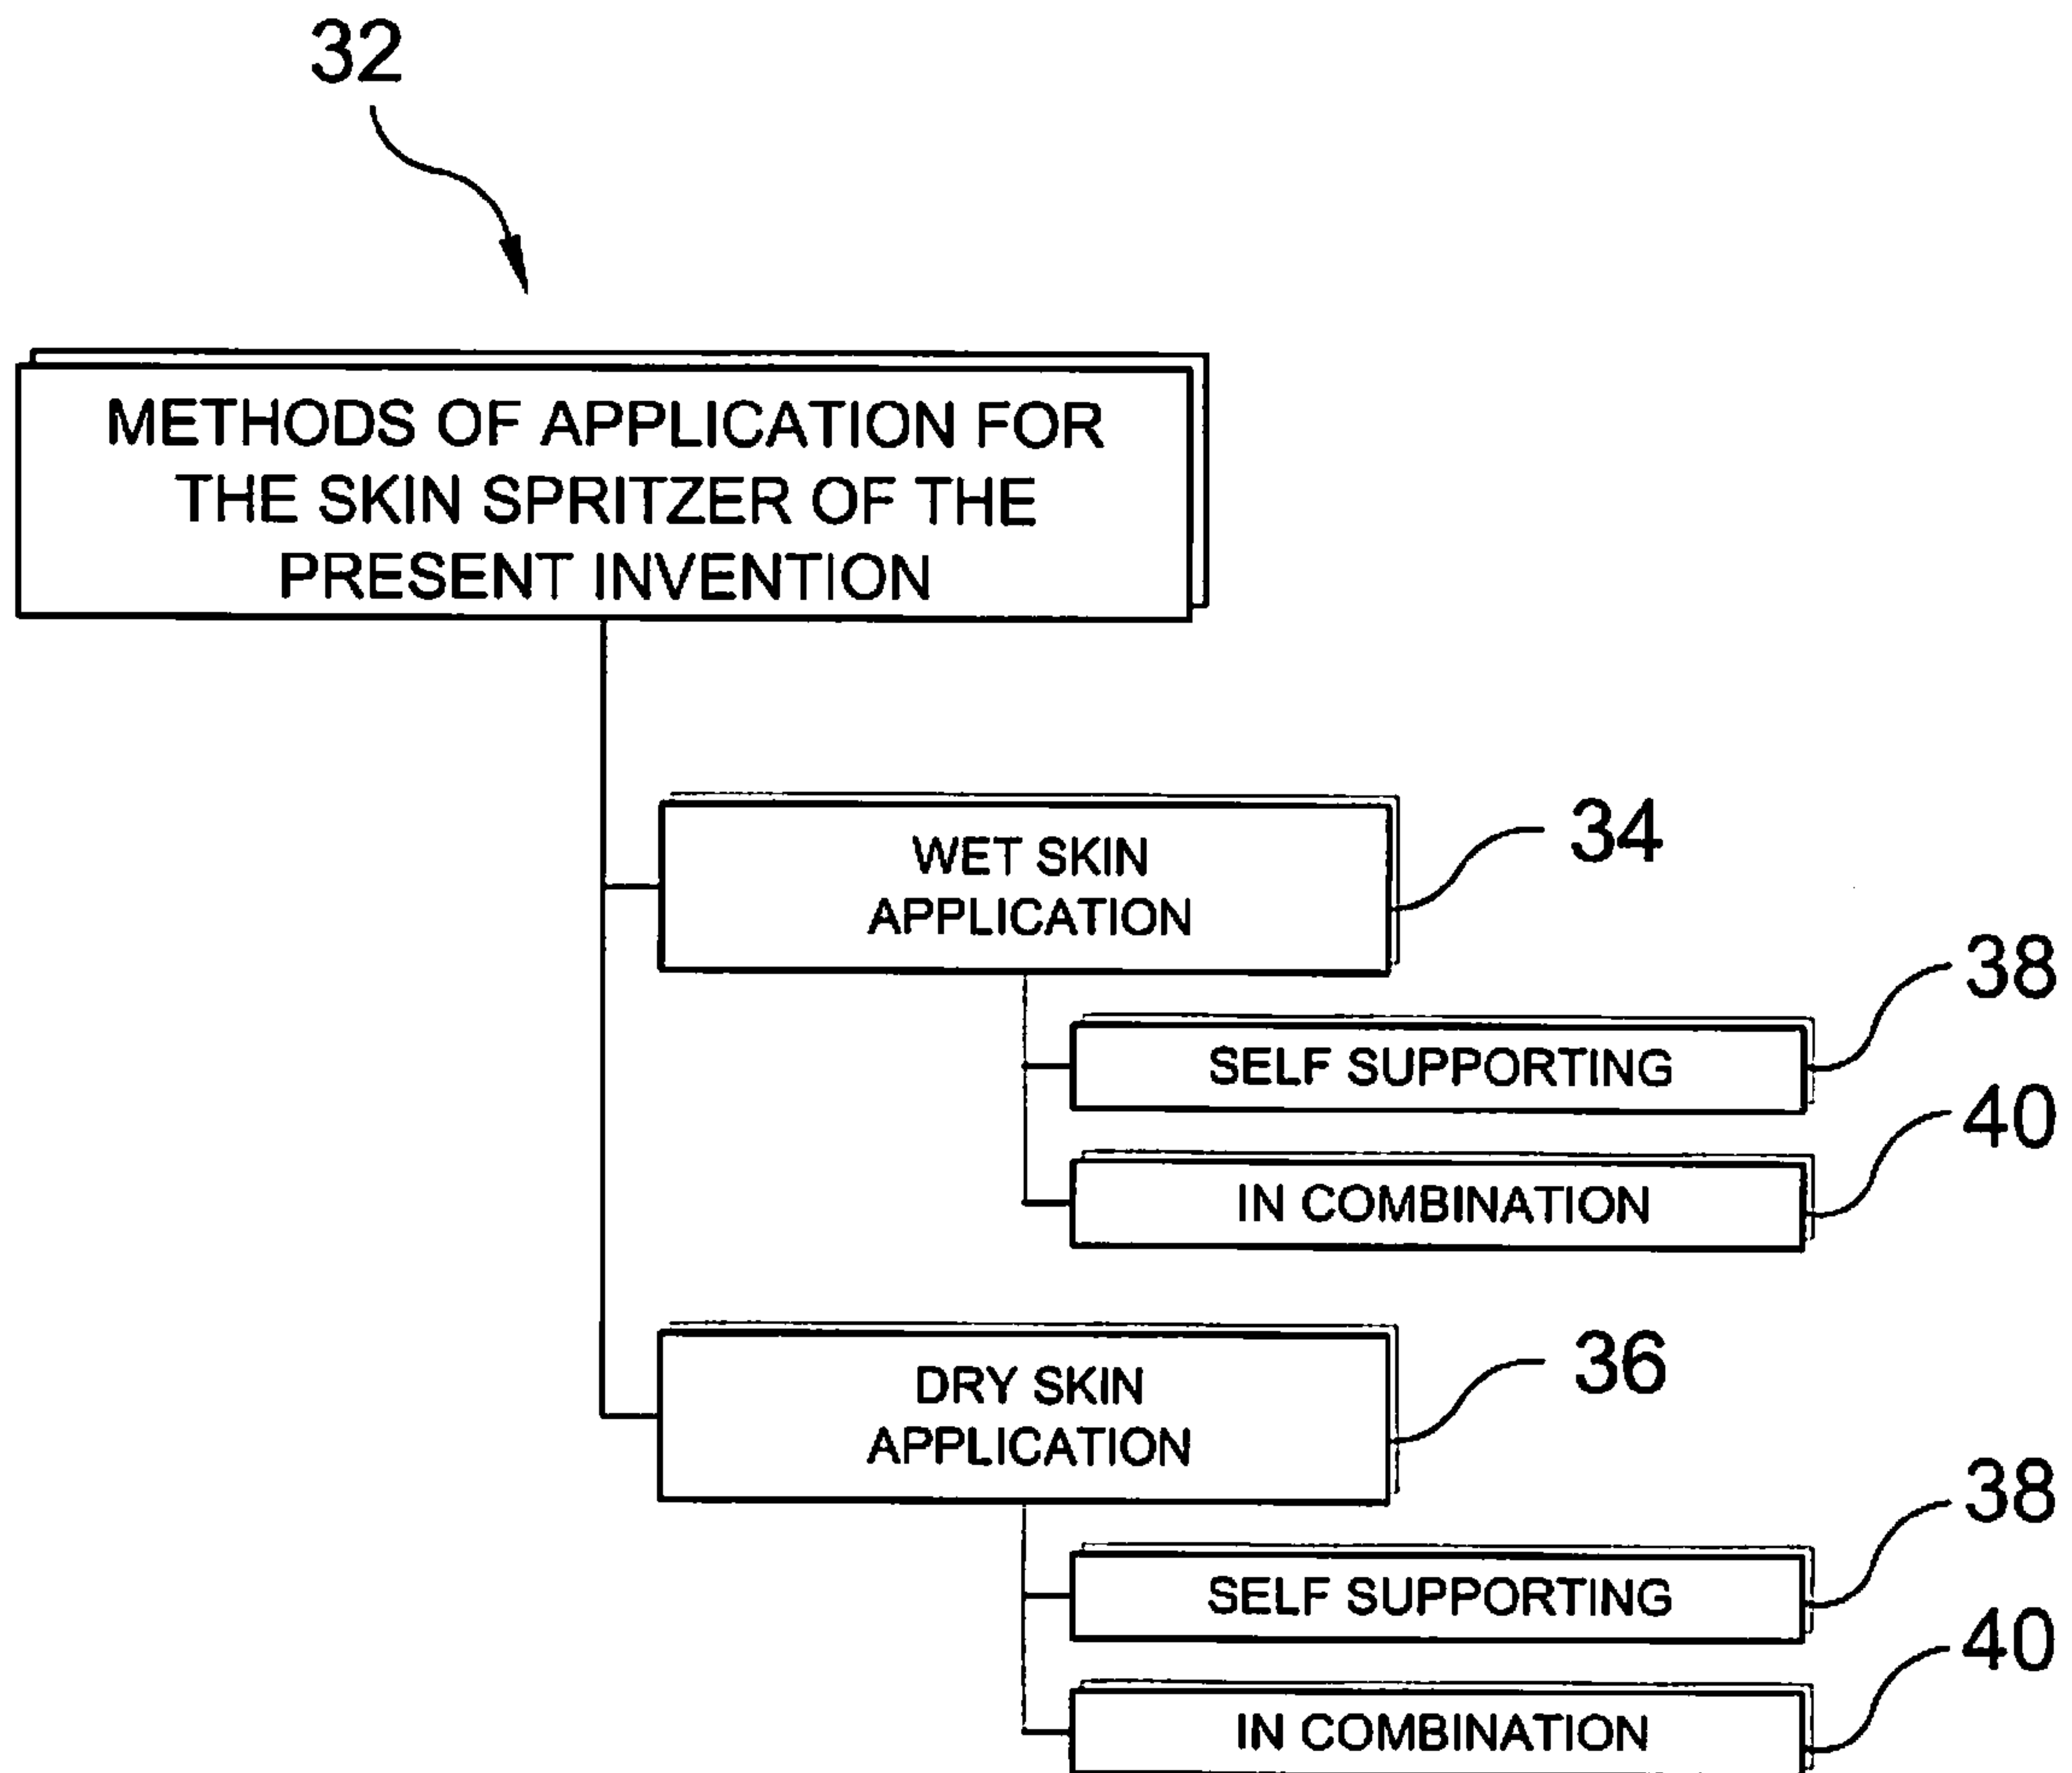 32
METHODS OF APPLICATION FOR
THE SKIN SPRITZER OF THE
PRESENT INVENTION
WET SKIN
APPLICATION
34
SELF SUPPORTING
38
IN COMBINATION
40
DRY SKIN
APPLICATION
36
SELF SUPPORTING
38
IN COMBINATION
40